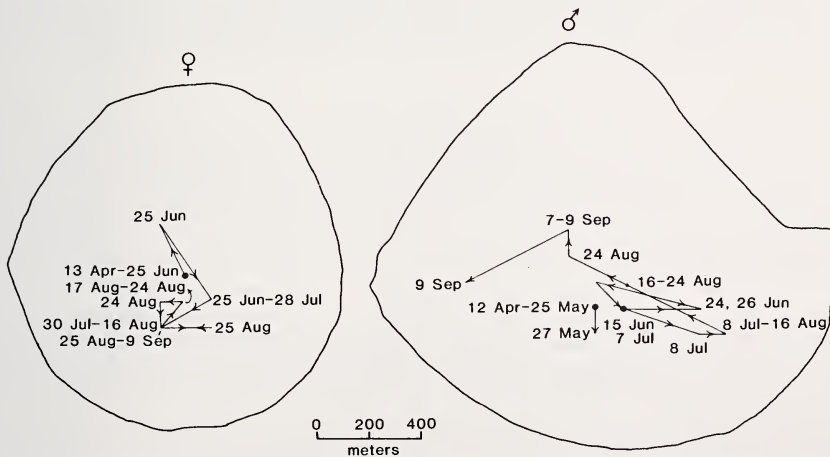 ♀
25 Jun
13 Apr-25 Jun
17 Aug-24 Aug
24 Aug
25 Jun-28 Jul
30 Jul-16 Aug
25 Aug-9 Sep
25 Aug
♂
7-9 Sep
24 Aug
9 Sep
16-24 Aug
12 Apr-25 May
24, 26 Jun
15 Jun
8 Jul-16 Aug
27 May
7 Jul
8 Jul
0 200 400
meters